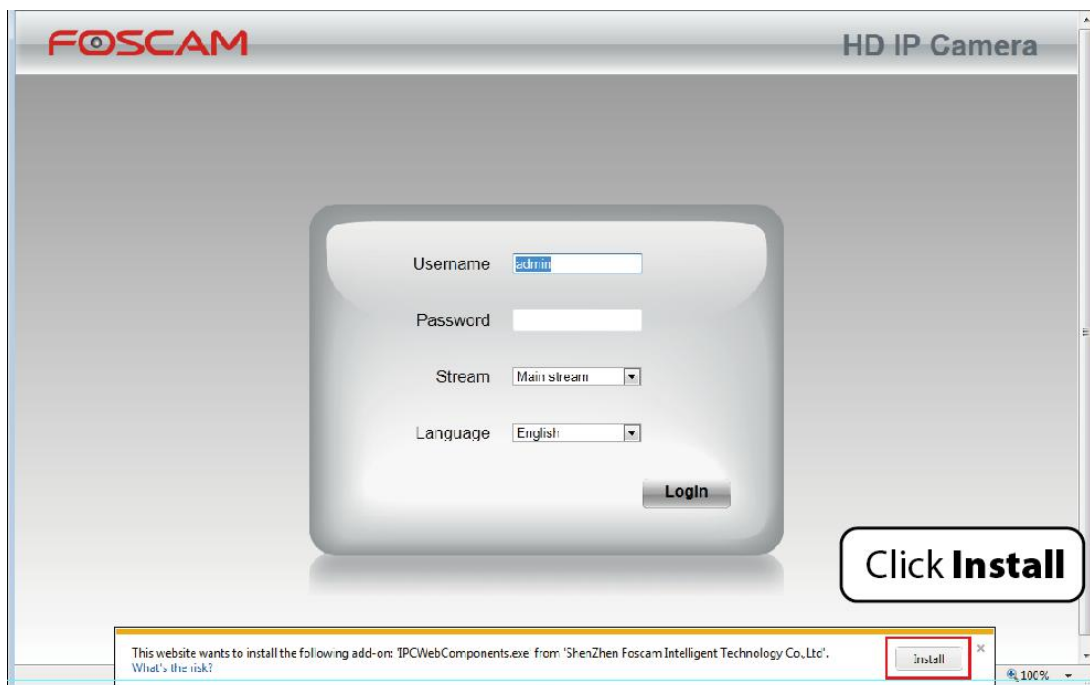 FOSCAM
HD IP Camera
Username admin
Password
Stream Main stream
Language English
Login
Click Install
This website wants to install the following add-on: 'IPCWebComponents.exe' from 'ShenZhen Foscam Intelligent Technology Co.,Ltd'.
What's the risk?
Install
100%